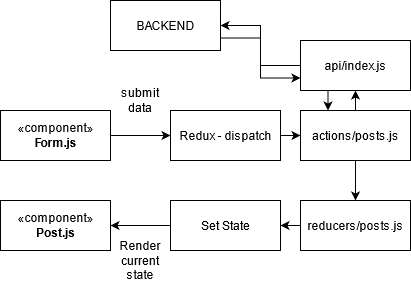 BACKEND
api/index.js
submit
data
«component»
Form.js
Redux - dispatch
actions/posts.js
«component»
Post.js
Set State
reducers/posts.js
Render
current
state